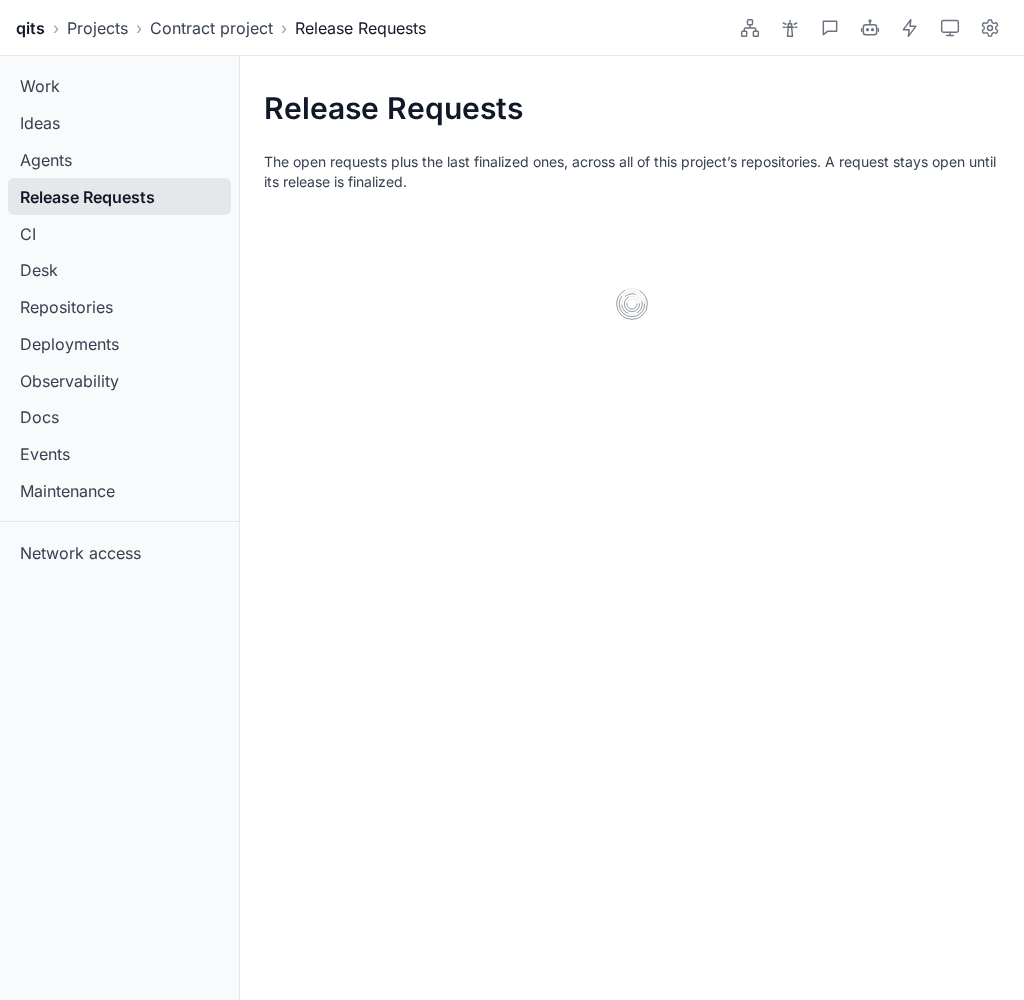 qits › Projects › Contract project › Release Requests
Work
Ideas
Agents
Release Requests
CI
Desk
Repositories
Deployments
Observability
Docs
Events
Maintenance
Network access
Release Requests
The open requests plus the last finalized ones, across all of this project’s repositories. A request stays open until
its release is finalized.